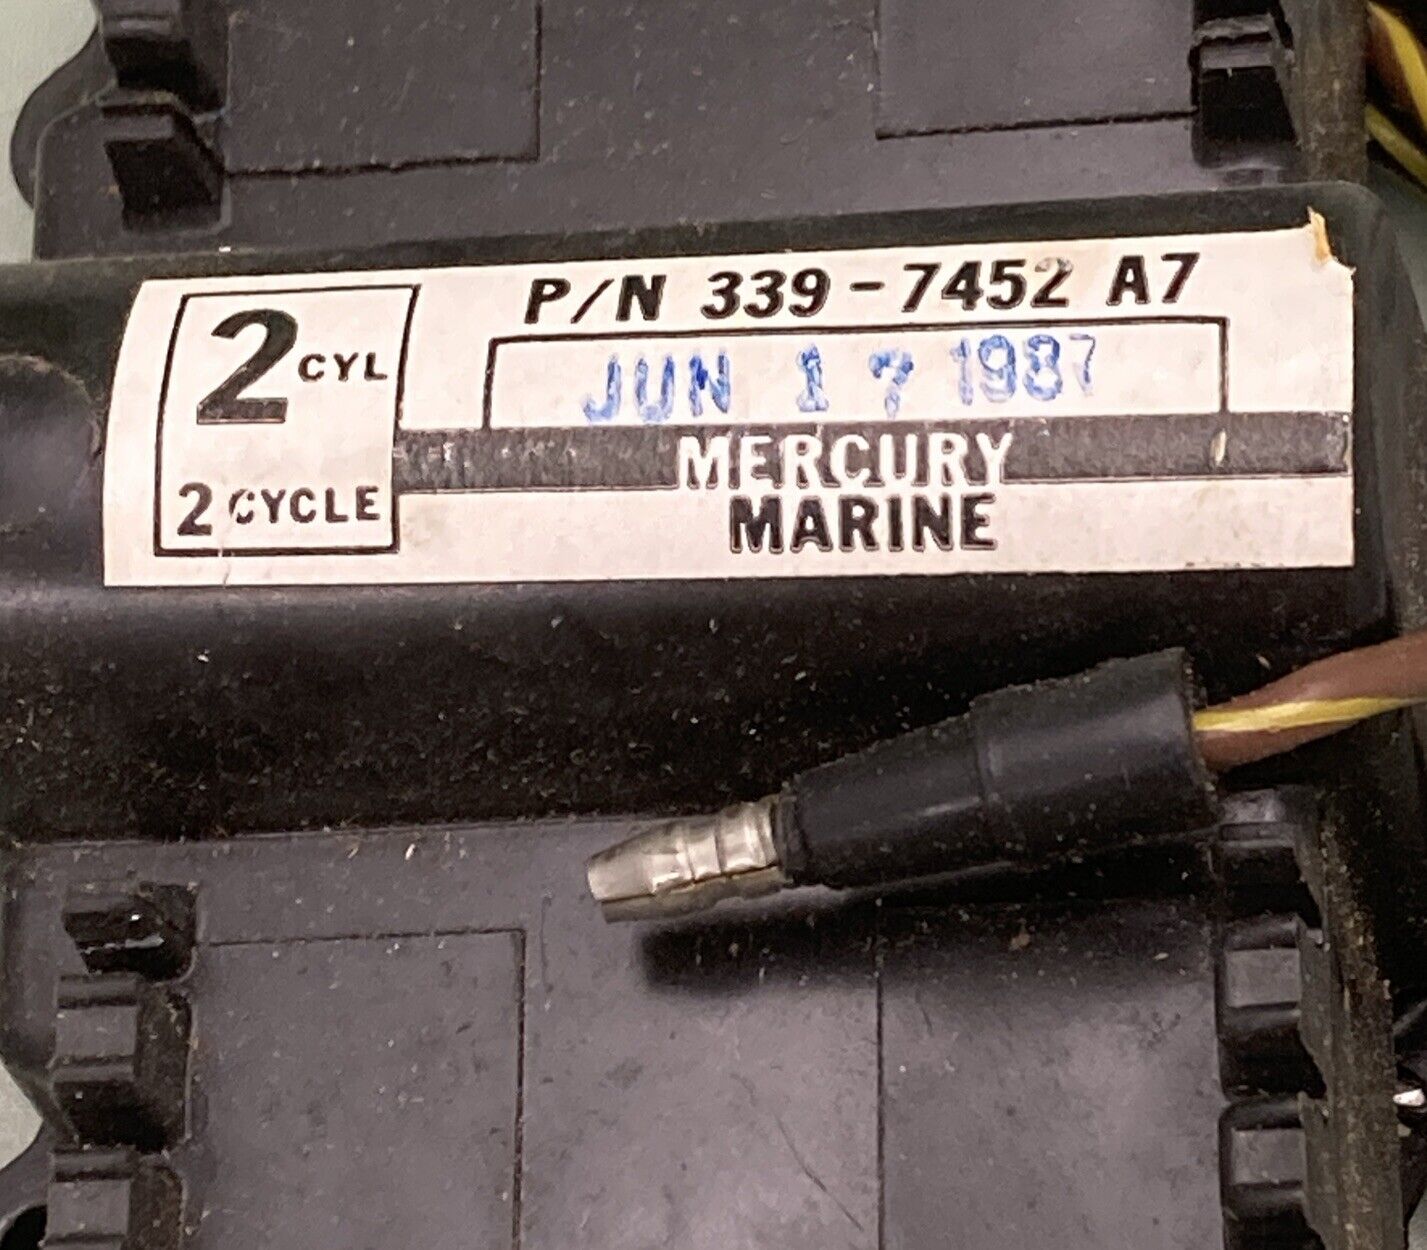 P/N 339-7452 A7
2 CYL
JUN 17 1987
MERCURY
2 CYCLE
MARINE